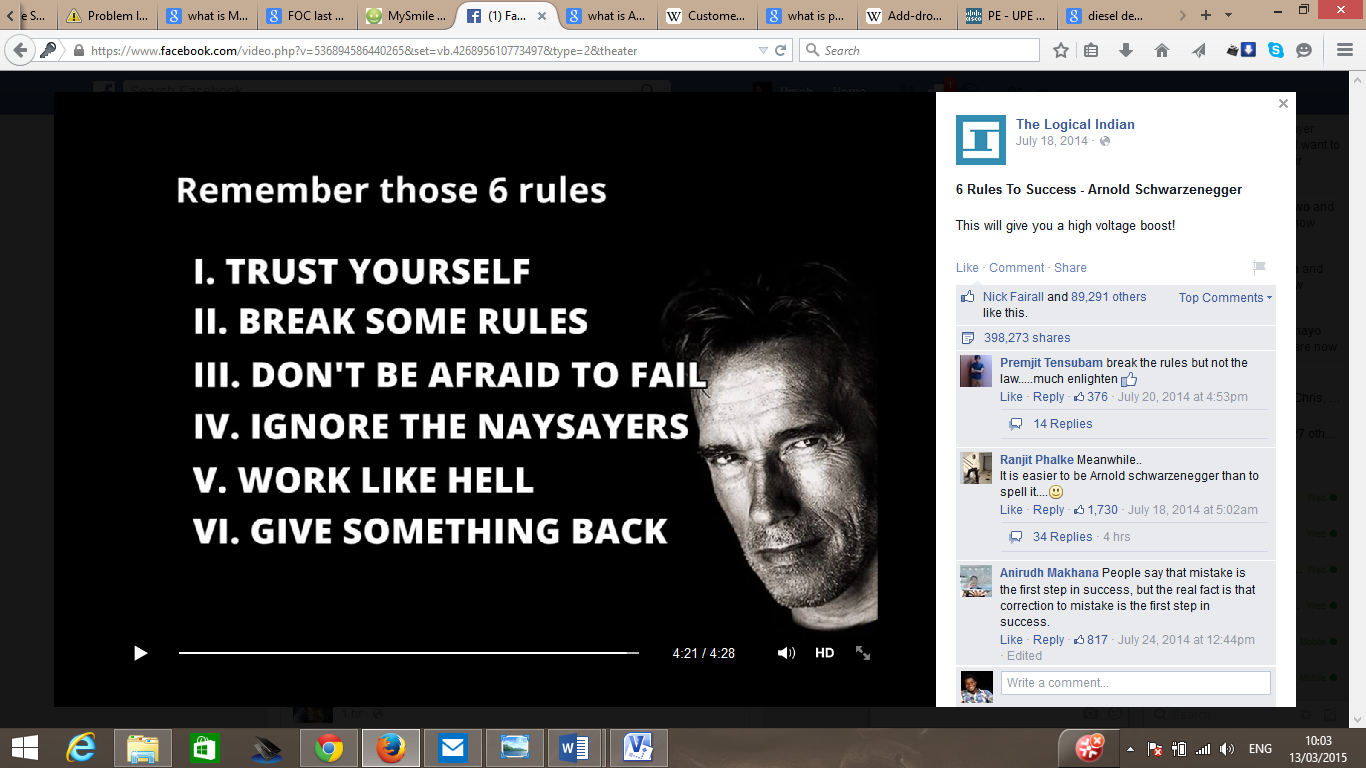 e S...
Problem I...
what is M...
FOC last ...
MySmile ...
(1) Fa...
what is A...
Custome...
what is p...
Add-dro...
PE - UPE ...
diesel de...
https://www.facebook.com/video.php?v=536894586440265&set=vb.426895610773497&type=2&theater
Search
Search Facebook
Home
Remember those 6 rules
I. TRUST YOURSELF
II. BREAK SOME RULES
III. DON'T BE AFRAID TO FAIL
IV. IGNORE THE NAYSAYERS
V. WORK LIKE HELL
VI. GIVE SOMETHING BACK
4:21 / 4:28
HD
The Logical Indian
July 18, 2014 ·
6 Rules To Success - Arnold Schwarzenegger
This will give you a high voltage boost!
Like · Comment · Share
Nick Fairall and 89,291 others
like this.
Top Comments
398,273 shares
Premjit Tensubam break the rules but not the
law.....much enlighten
Like · Reply · 376 · July 20, 2014 at 4:53pm
14 Replies
Ranjit Phalke Meanwhile..
It is easier to be Arnold schwarzenegger than to
spell it....
Like · Reply · 1,730 · July 18, 2014 at 5:02am
34 Replies · 4 hrs
Anirudh Makhana People say that mistake is
the first step in success, but the real fact is that
correction to mistake is the first step in
success.
Like · Reply · 817 · July 24, 2014 at 12:44pm
· Edited
Write a comment...
ENG
10:03
13/03/2015